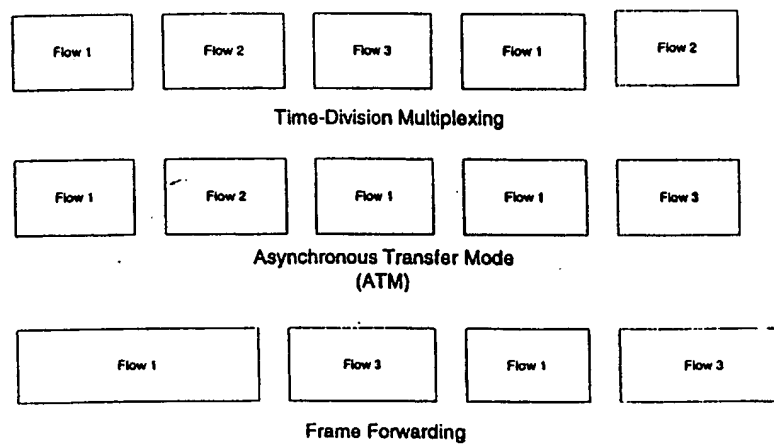 Flow 1 Flow 2 Flow 3 Flow 1 Flow 2
Time-Division Multiplexing
Flow 1 Flow 2 Flow 1 Flow 1 Flow 3
Asynchronous Transfer Mode
(ATM)
Flow 1 Flow 3 Flow 1 Flow 3
Frame Forwarding